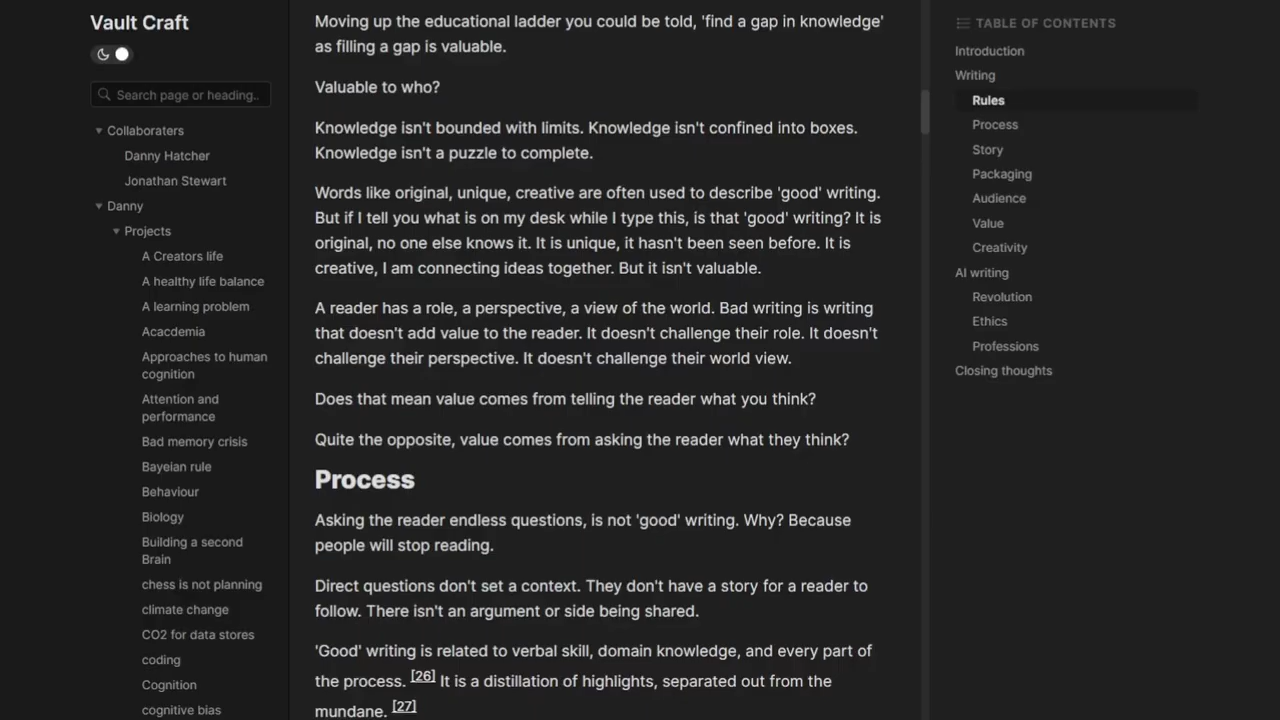 Vault Craft
Search page or heading..
Collaboraters
Danny Hatcher
Jonathan Stewart
Danny
Projects
A Creators life
A healthy life balance
A learning problem
Acacdemia
Approaches to human
cognition
Attention and
performance
Bad memory crisis
Bayeian rule
Behaviour
Biology
Building a second
Brain
chess is not planning
climate change
CO2 for data stores
coding
Cognition
cognitive bias
Moving up the educational ladder you could be told, 'find a gap in knowledge'
as filling a gap is valuable.
Valuable to who?
Knowledge isn't bounded with limits. Knowledge isn't confined into boxes.
Knowledge isn't a puzzle to complete.
Words like original, unique, creative are often used to describe 'good' writing.
But if I tell you what is on my desk while I type this, is that 'good' writing? It is
original, no one else knows it. It is unique, it hasn't been seen before. It is
creative, I am connecting ideas together. But it isn't valuable.
A reader has a role, a perspective, a view of the world. Bad writing is writing
that doesn't add value to the reader. It doesn't challenge their role. It doesn't
challenge their perspective. It doesn't challenge their world view.
Does that mean value comes from telling the reader what you think?
Quite the opposite, value comes from asking the reader what they think?
Process
Asking the reader endless questions, is not 'good' writing. Why? Because
people will stop reading.
Direct questions don't set a context. They don't have a story for a reader to
follow. There isn't an argument or side being shared.
'Good' writing is related to verbal skill, domain knowledge, and every part of
the process. [26] It is a distillation of highlights, separated out from the
mundane. [27]
TABLE OF CONTENTS
Introduction
Writing
Rules
Process
Story
Packaging
Audience
Value
Creativity
AI writing
Revolution
Ethics
Professions
Closing thoughts